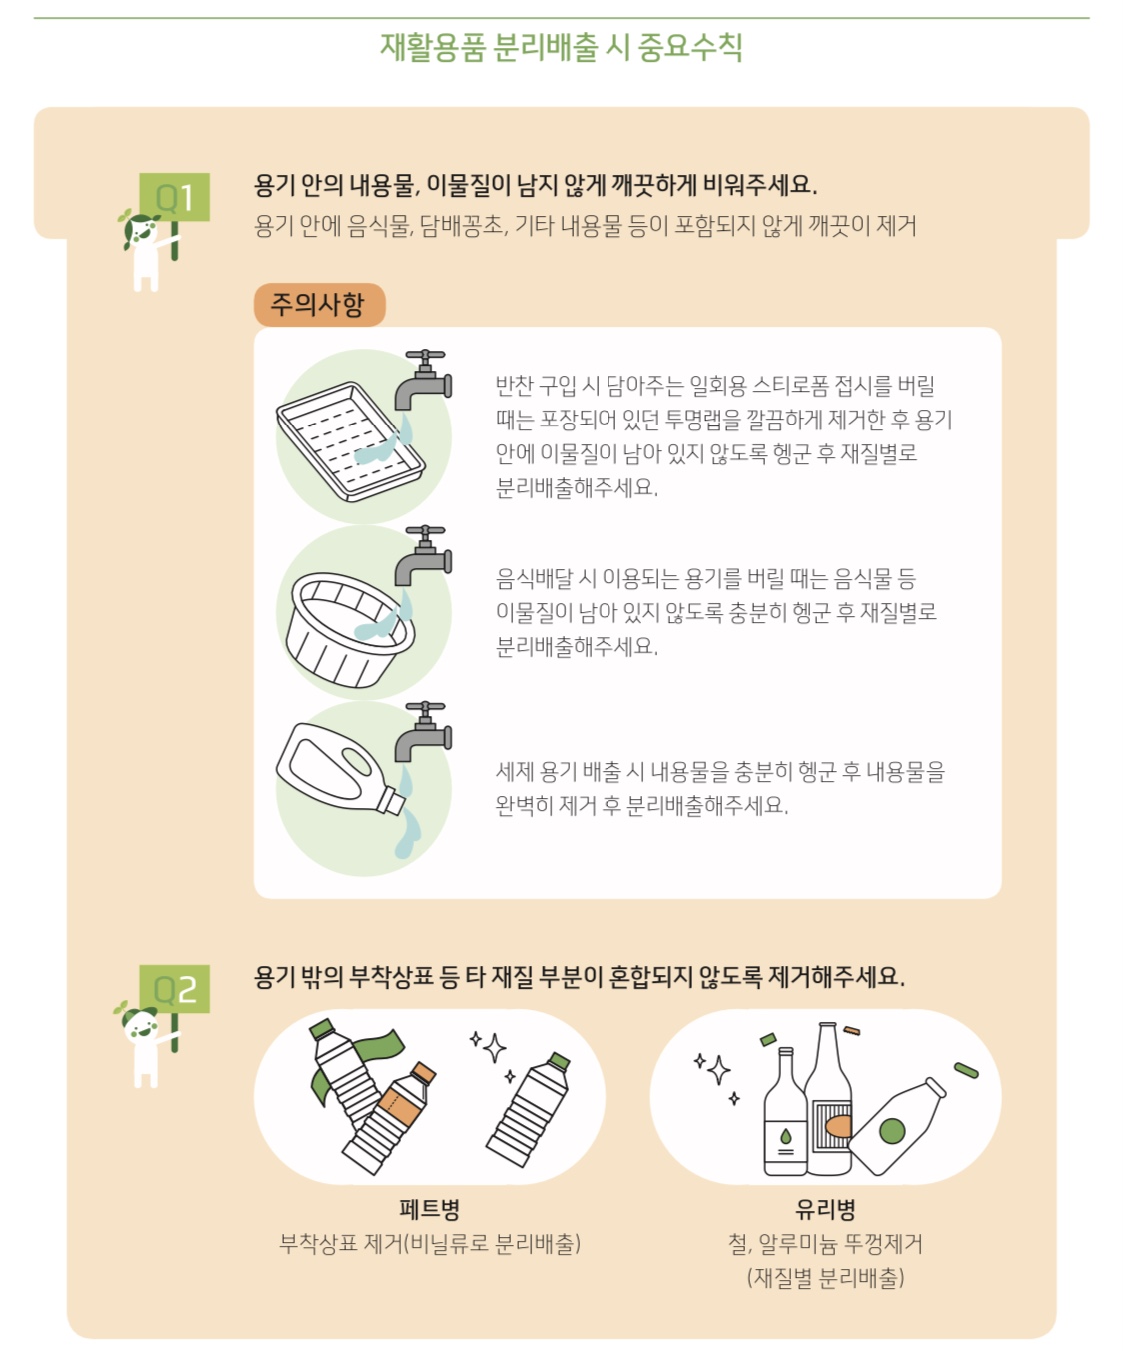 재활용품 분리배출 시 중요수칙
Q1
용기 안의 내용물, 이물질이 남지 않게 깨끗하게 비워주세요.
용기 안에 음식물, 담배꽁초, 기타 내용물 등이 포함되지 않게 깨끗이 제거
주의사항
반찬 구입 시 담아주는 일회용 스티로폼 접시를 버릴
때는 포장되어 있던 투명랩을 깔끔하게 제거한 후 용기
안에 이물질이 남아 있지 않도록 헹군 후 재질별로
분리배출해주세요.
음식배달 시 이용되는 용기를 버릴 때는 음식물 등
이물질이 남아 있지 않도록 충분히 헹군 후 재질별로
분리배출해주세요.
세제 용기 배출 시 내용물을 충분히 헹군 후 내용물을
완벽히 제거 후 분리배출해주세요.
Q2
용기 밖의 부착상표 등 타 재질 부분이 혼합되지 않도록 제거해주세요.
페트병
부착상표 제거(비닐류로 분리배출)
유리병
철, 알루미늄 뚜껑제거
(재질별 분리배출)